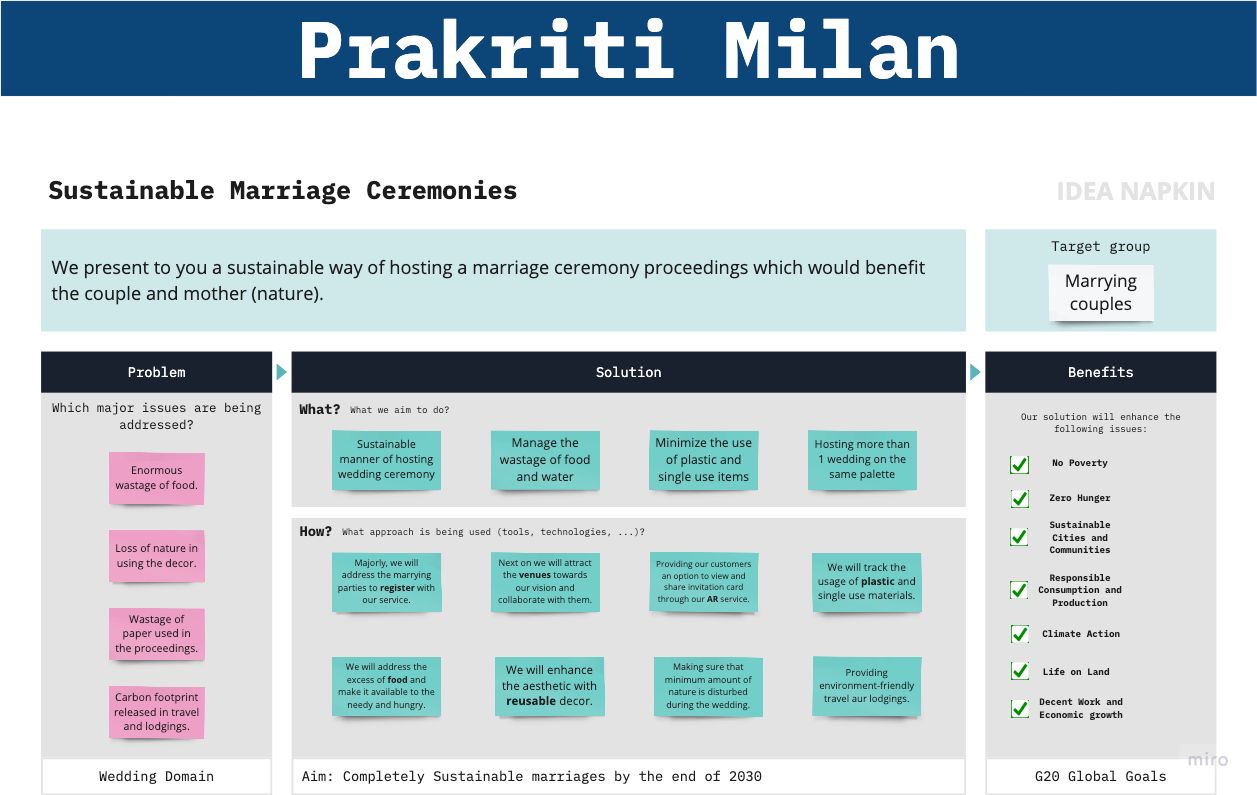 Prakriti Milan
Sustainable Marriage Ceremonies
IDEA NAPKIN
We present to you a sustainable way of hosting a marriage ceremony proceedings which would benefit
the couple and mother (nature).
Target group
Marrying
couples
Problem
Solution
Benefits
Which major issues are being
addressed?
Enormous
wastage of food.
Loss of nature in
using the decor.
Wastage of
paper used in
the proceedings.
Carbon footprint
released in travel
and lodgings.
Wedding Domain
What? What we aim to do?
Sustainable
manner of hosting
wedding ceremony
Manage the
wastage of food
and water
Minimize the use
of plastic and
single use items
Hosting more than
1 wedding on the
same palette
How? What approach is being used (tools, technologies, ...)?
Majorly, we will
address the marrying
parties to register with
our service.
Next on we will attract
the venues towards
our vision and
collaborate with them.
Providing our customers
an option to view and
share invitation card
through our AR service.
We will track the
usage of plastic and
single use materials.
We will address the
excess of food and
make it available to the
needy and hungry.
We will enhance
the aesthetic with
reusable decor.
Making sure that
minimum amount of
nature is disturbed
during the wedding.
Providing
environment-friendly
travel aur lodgings.
Aim: Completely Sustainable marriages by the end of 2030
Our solution will enhance the
following issues:
No Poverty
Zero Hunger
Sustainable
Cities and
Communities
Responsible
Consumption and
Production
Climate Action
Life on Land
Decent Work and
Economic growth
G20 Global Goals
miro